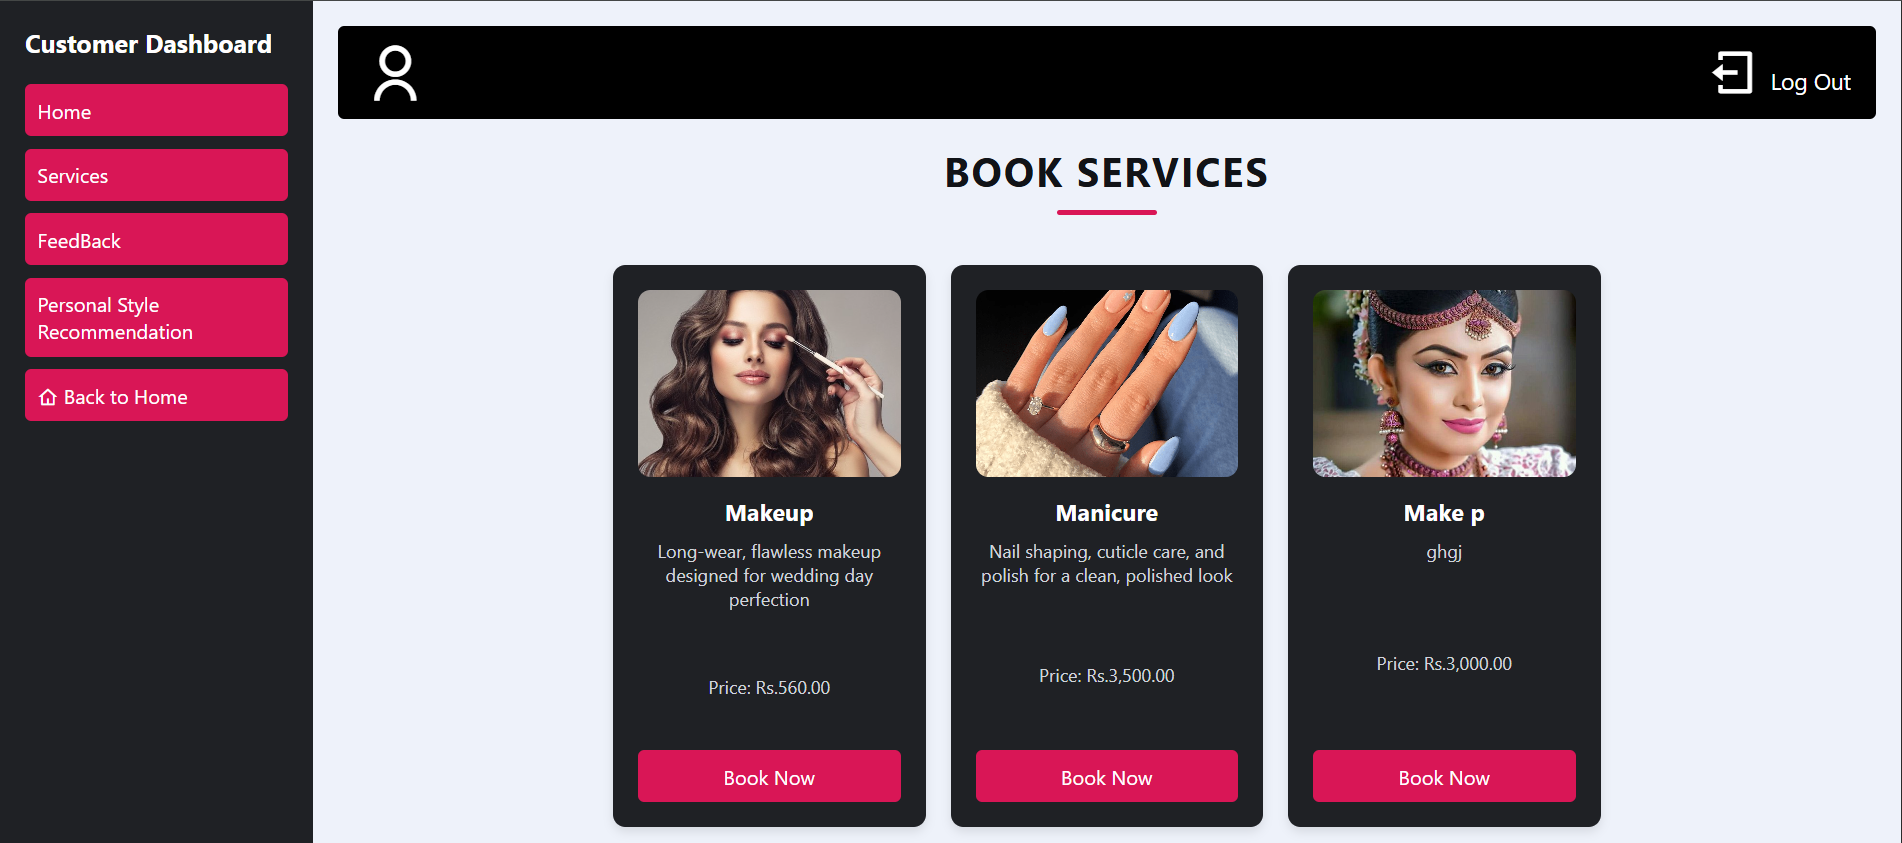 Customer Dashboard
Home
Services
FeedBack
Personal Style
Recommendation
Back to Home
Log Out
BOOK SERVICES
Makeup
Long-wear, flawless makeup
designed for wedding day
perfection
Price: Rs.560.00
Book Now
Manicure
Nail shaping, cuticle care, and
polish for a clean, polished look
Price: Rs.3,500.00
Book Now
Make p
ghgj
Price: Rs.3,000.00
Book Now